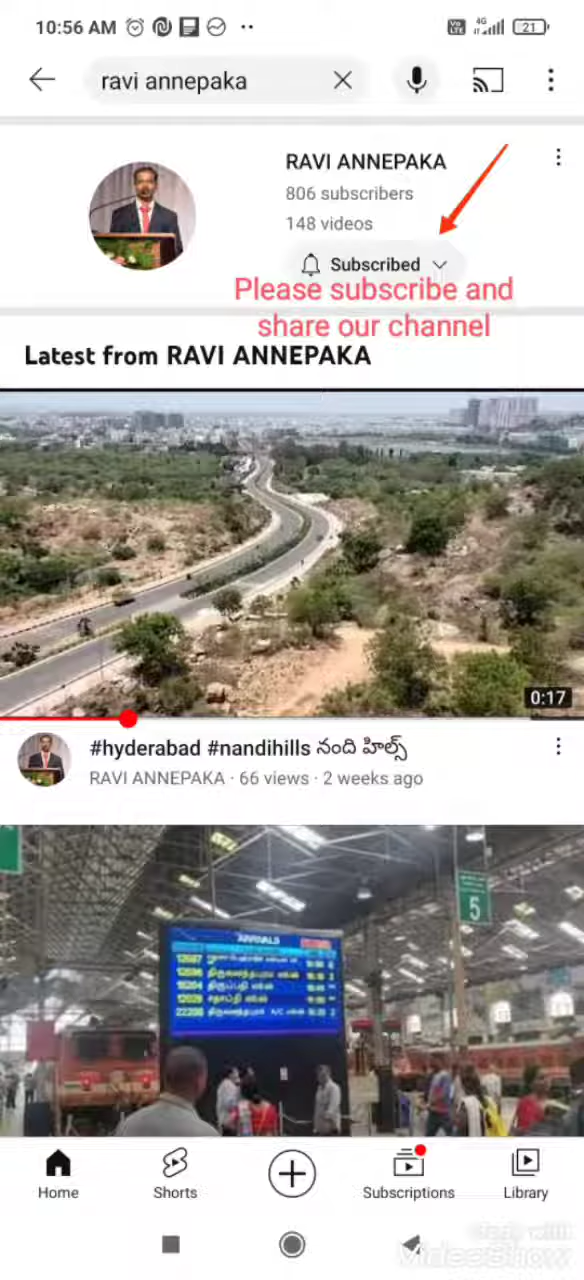 10:56 AM
4G
21
ravi annepaka
RAVI ANNEPAKA
806 subscribers
148 videos
Subscribed
Please subscribe and
share our channel
Latest from RAVI ANNEPAKA
0:17
#hyderabad #nandihills నంది హిల్స్
RAVI ANNEPAKA · 66 views · 2 weeks ago
5
ARRIVALS
Home
Shorts
Subscriptions
Library
VideoShow